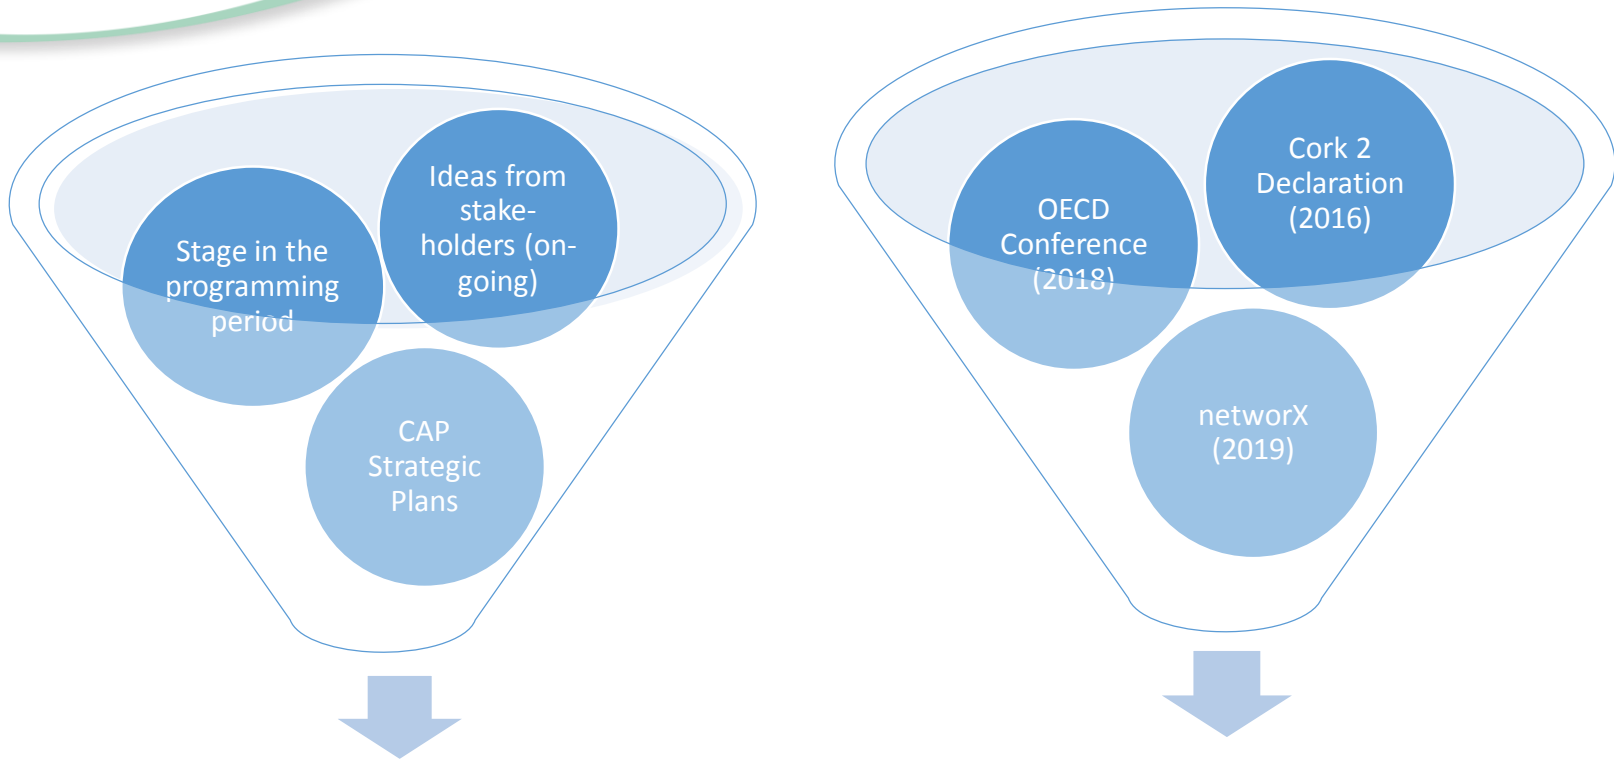 Stage in the
programming
period
Ideas from
stake-
holders (on-
going)
CAP
Strategic
Plans
OECD
Conference
(2018)
Cork 2
Declaration
(2016)
networX
(2019)